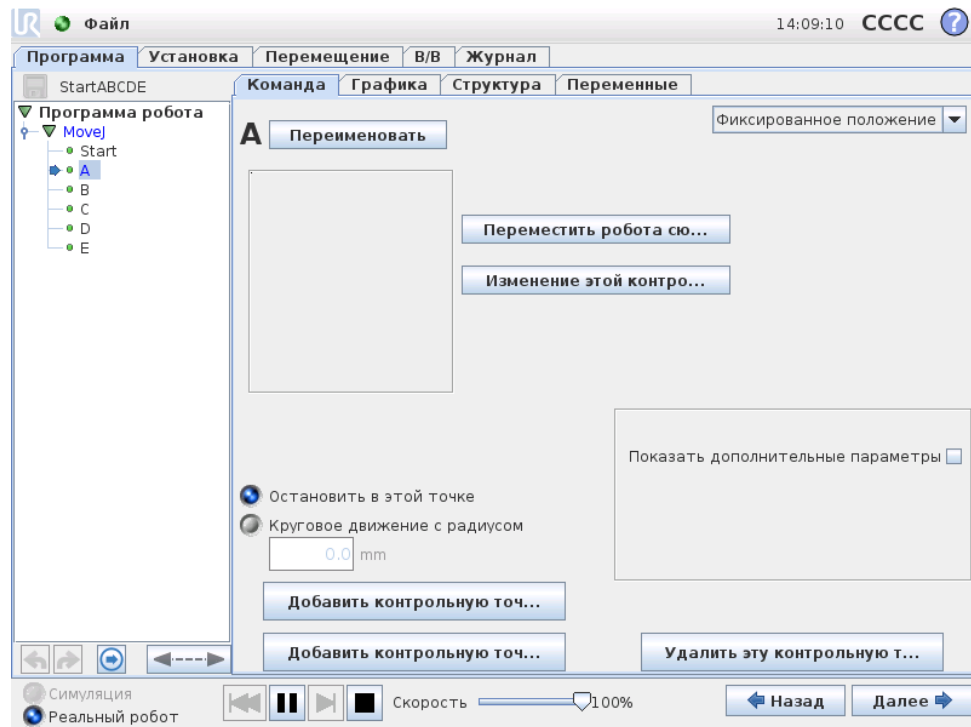 UR Файл 14:09:10 CCCC ?
Программа Установка Перемещение В/В Журнал
StartABCDE
Команда Графика Структура Переменные
Программа робота
MoveJ
Start
A
B
C
D
E
A Переименовать
Фиксированное положение
Переместить робота сю...
Изменение этой контро...
Показать дополнительные параметры
Остановить в этой точке
Круговое движение с радиусом
0.0 mm
Добавить контрольную точ...
Добавить контрольную точ...
Удалить эту контрольную т...
Симуляция
Реальный робот
Скорость 100%
Назад Далее